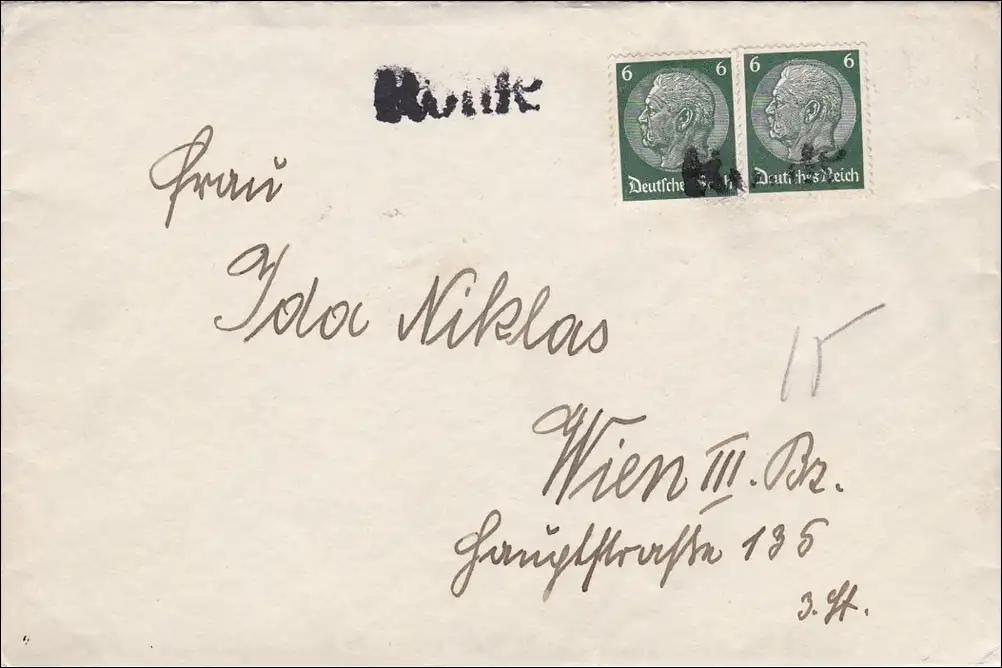 6 6 6 6
Deutsches Reich Deutsches Reich
Frau
Ida Niklas
15
Wien III. Bz.
Hauptstraße 135
3. St.